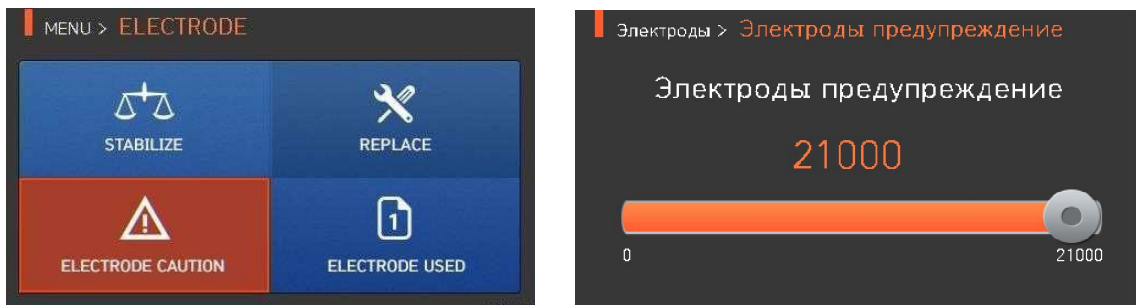 MENU > ELECTRODE
STABILIZE
REPLACE
ELECTRODE CAUTION
1
ELECTRODE USED
Электроды > Электроды предупреждение
Электроды предупреждение
21000
0
21000